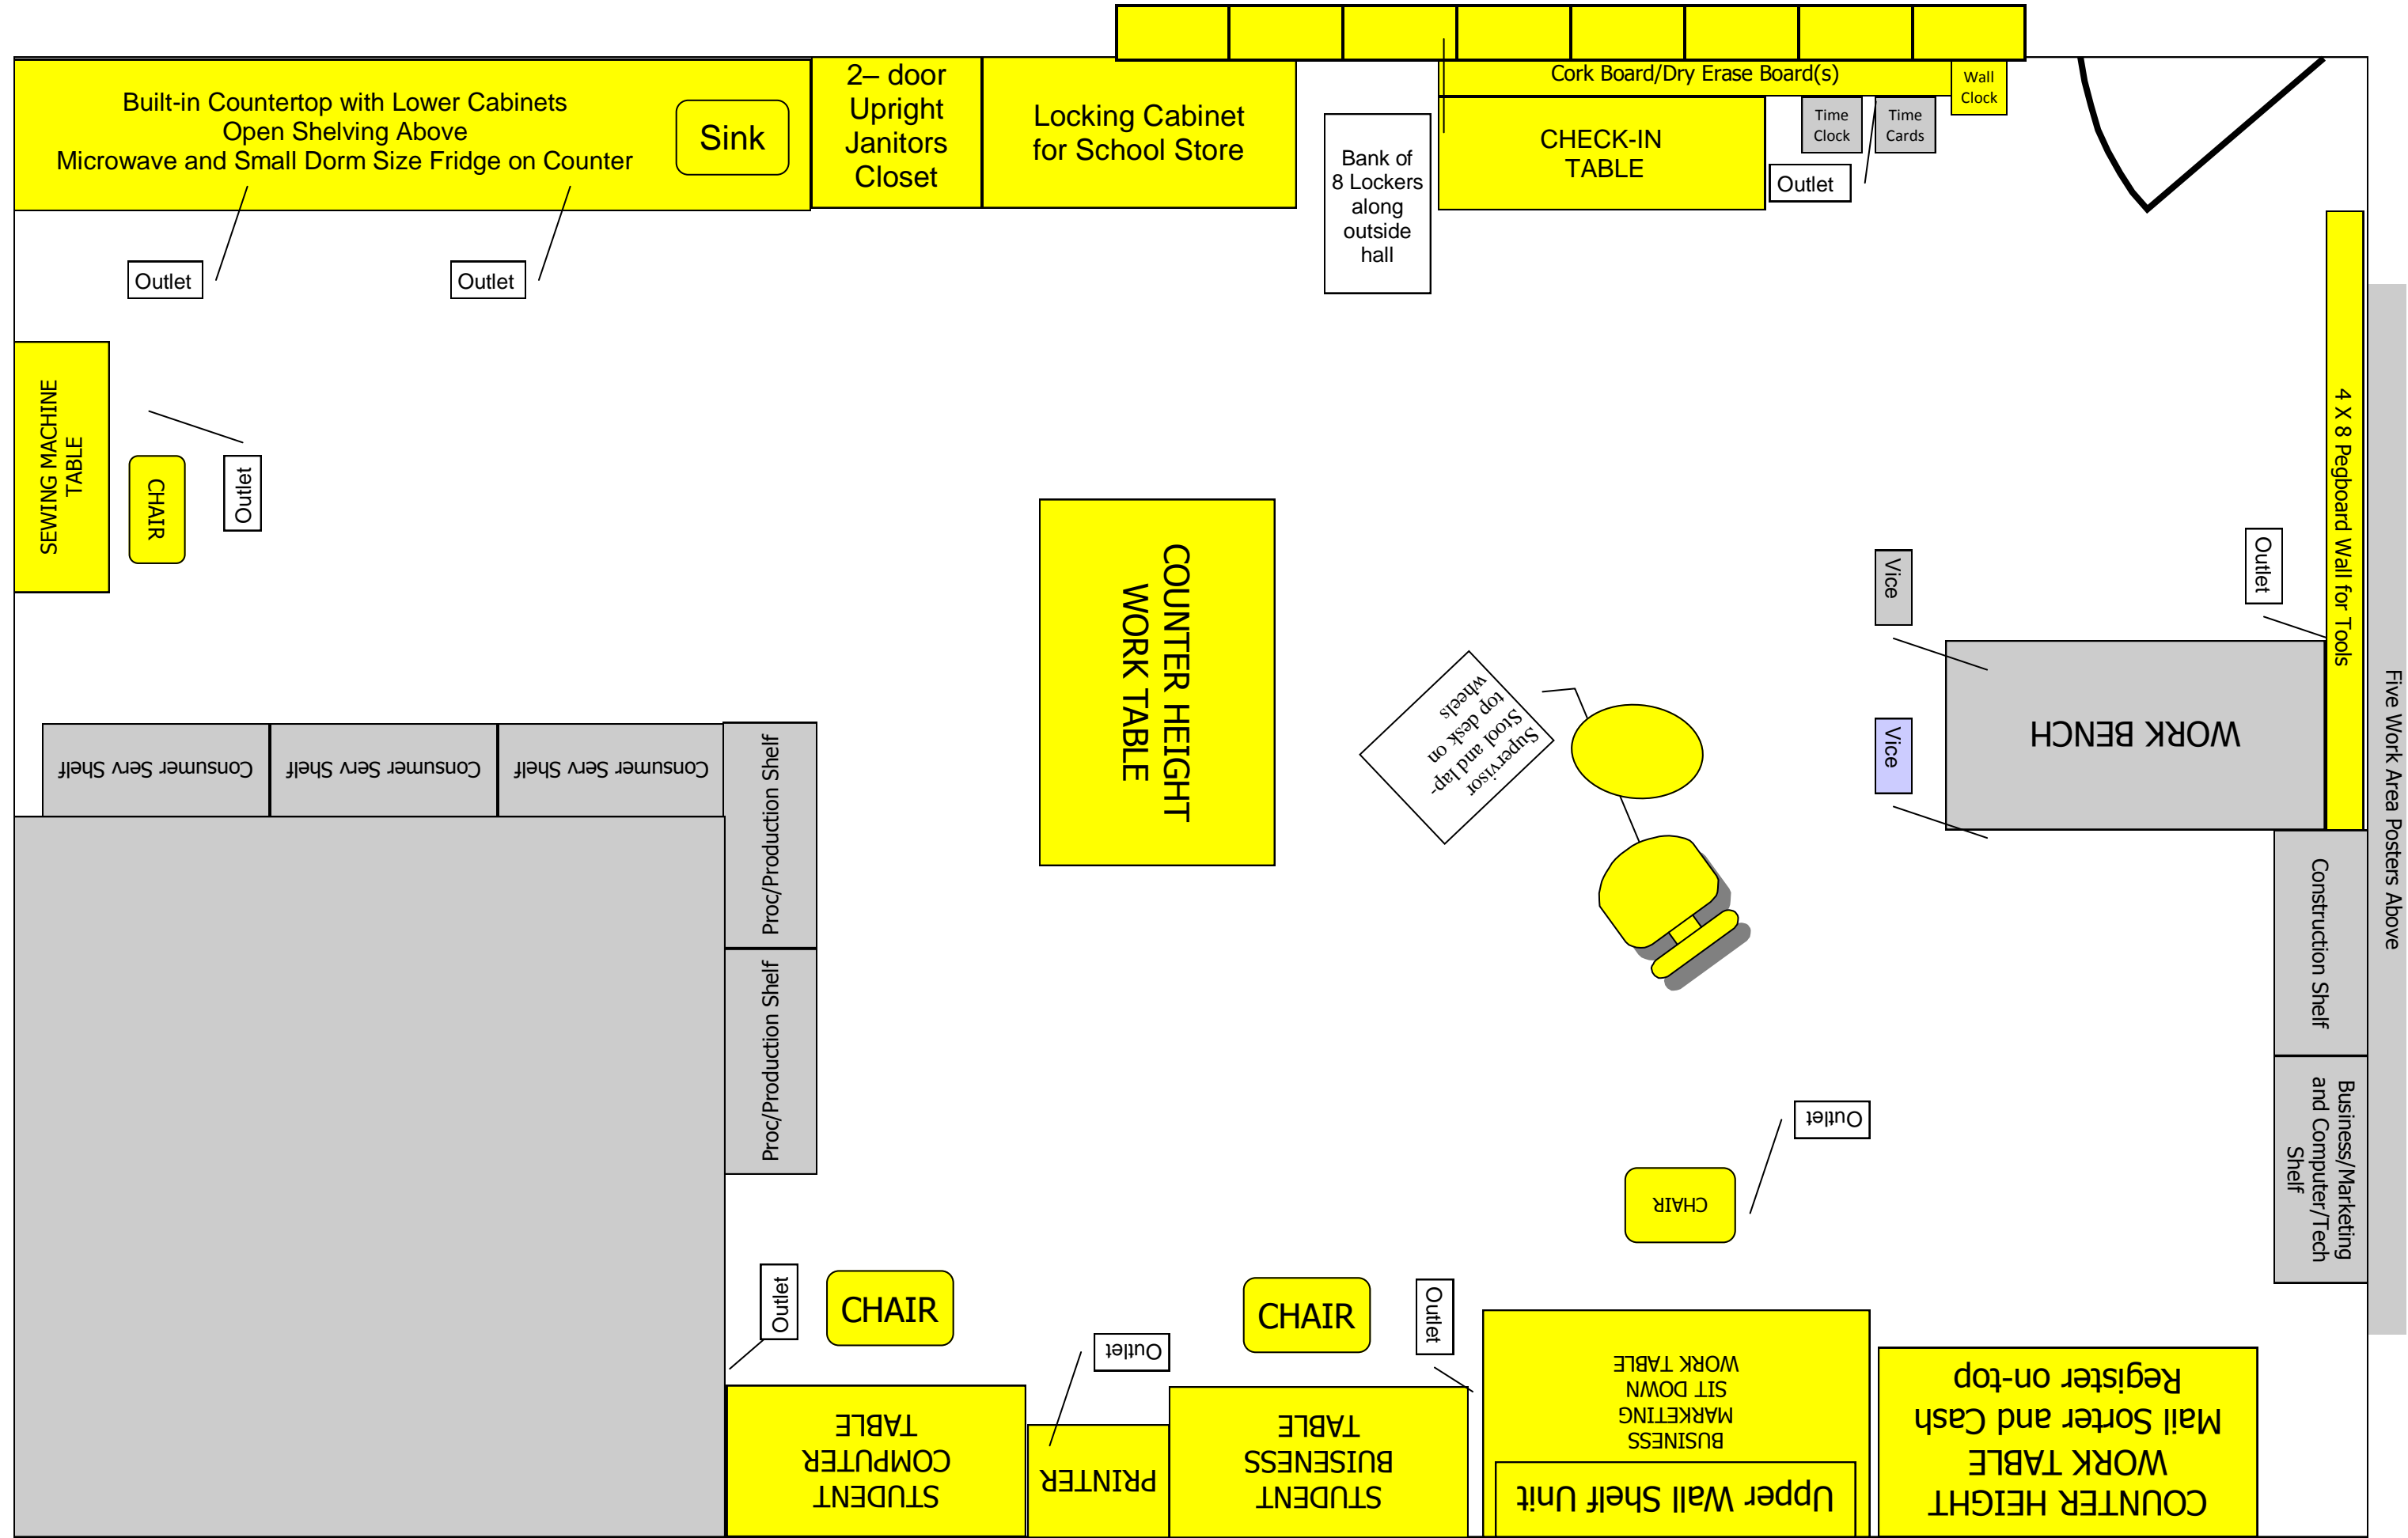 Cork Board/Dry Erase Board(s)
Wall
Clock
Built-in Countertop with Lower Cabinets
Open Shelving Above
Microwave and Small Dorm Size Fridge on Counter
Sink
2– door
Upright
Janitors
Closet
Locking Cabinet
for School Store
Bank of
8 Lockers
along
outside
hall
CHECK-IN
TABLE
Time
Clock
Time
Cards
Outlet
Outlet
Outlet
SEWING MACHINE
TABLE
CHAIR
Outlet
COUNTER HEIGHT
WORK TABLE
Supervisor
Stool and lap-
top desk on
wheels
Vice
Vice
Outlet
4 X 8 Pegboard Wall for Tools
WORK BENCH
Five Work Area Posters Above
Consumer Serv Shelf
Consumer Serv Shelf
Consumer Serv Shelf
Proc/Production Shelf
Proc/Production Shelf
Construction Shelf
Business/Marketing
and Computer/Tech
Shelf
Outlet
CHAIR
Outlet
CHAIR
Outlet
CHAIR
Outlet
STUDENT
COMPUTER
TABLE
PRINTER
STUDENT
BUISENESS
TABLE
BUSINESS
MARKETING
SIT DOWN
WORK TABLE
Upper Wall Shelf Unit
COUNTER HEIGHT
WORK TABLE
Mail Sorter and Cash
Register on-top